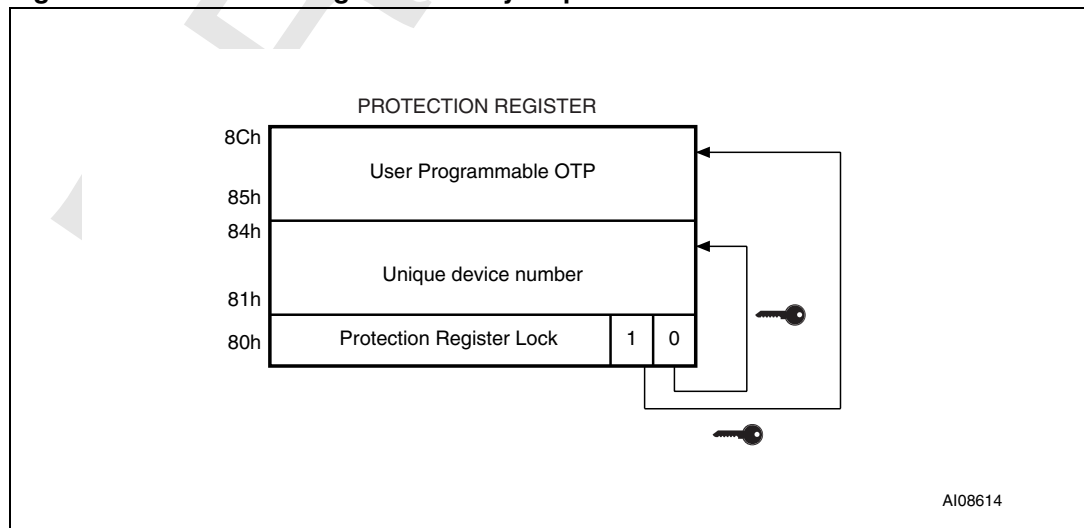 PROTECTION REGISTER
8Ch
User Programmable OTP
85h
84h
Unique device number
81h
80h
Protection Register Lock 1 0
AI08614